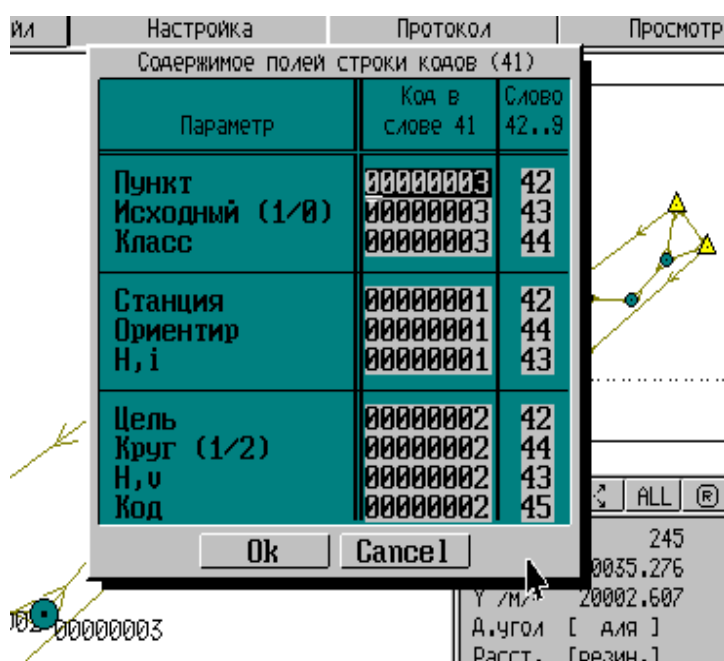 йл Настройка Протокол Просмотр
Содержимое полей строки кодов (41)
Параметр Код в слове 41 Слово 42..9
Пункт 00000003 42
Исходный (1/0) 00000003 43
Класс 00000003 44
Станция 00000001 42
Ориентир 00000001 44
H,i 00000001 43
Цель 00000002 42
Круг (1/2) 00000002 44
H,v 00000002 43
Код 00000002 45
Ok Cancel
ALL ®
245
0035.276
Y /м/ 20002.607
Д.угол [ для ]
Расст. [резин.]
002 00000003